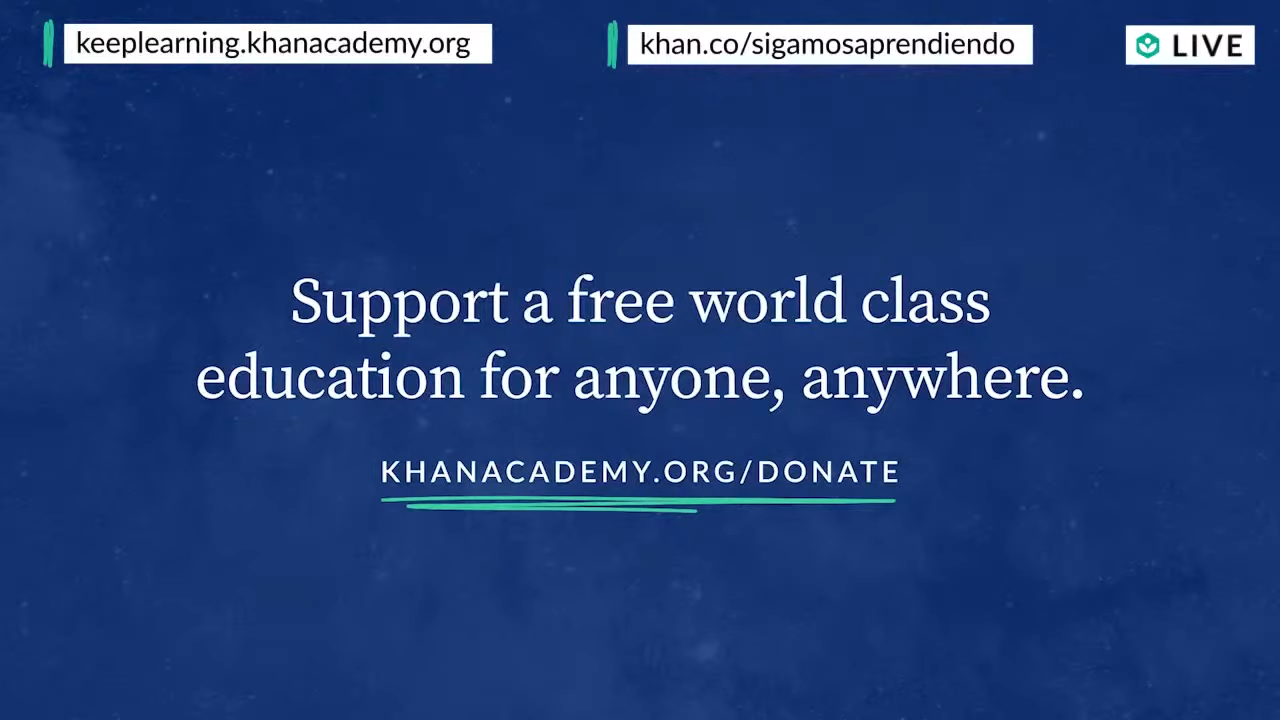 keeplearning.khanacademy.org
khan.co/sigamosaprendiendo
LIVE
Support a free world class
education for anyone, anywhere.
KHANACADEMY.ORG/DONATE